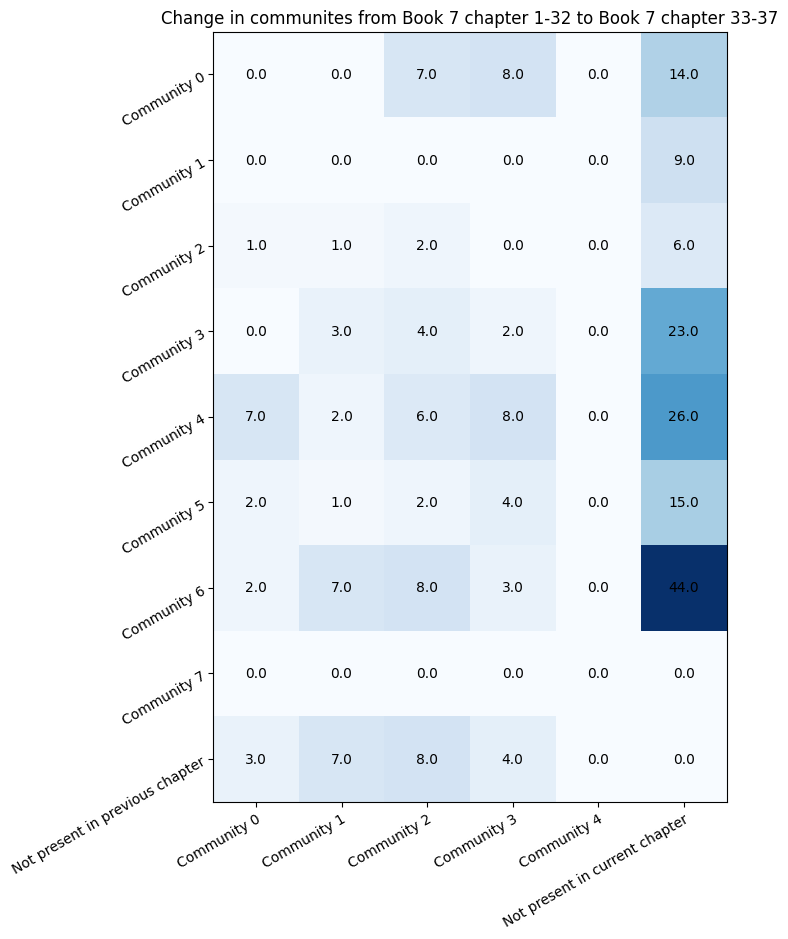 Change in communites from Book 7 chapter 1-32 to Book 7 chapter 33-37
Community 0 0.0 0.0 7.0 8.0 0.0 14.0
Community 1 0.0 0.0 0.0 0.0 0.0 9.0
Community 2 1.0 1.0 2.0 0.0 0.0 6.0
Community 3 0.0 3.0 4.0 2.0 0.0 23.0
Community 4 7.0 2.0 6.0 8.0 0.0 26.0
Community 5 2.0 1.0 2.0 4.0 0.0 15.0
Community 6 2.0 7.0 8.0 3.0 0.0 44.0
Community 7 0.0 0.0 0.0 0.0 0.0 0.0
Not present in previous chapter 3.0 7.0 8.0 4.0 0.0 0.0
Community 0 Community 1 Community 2 Community 3 Community 4 Not present in current chapter